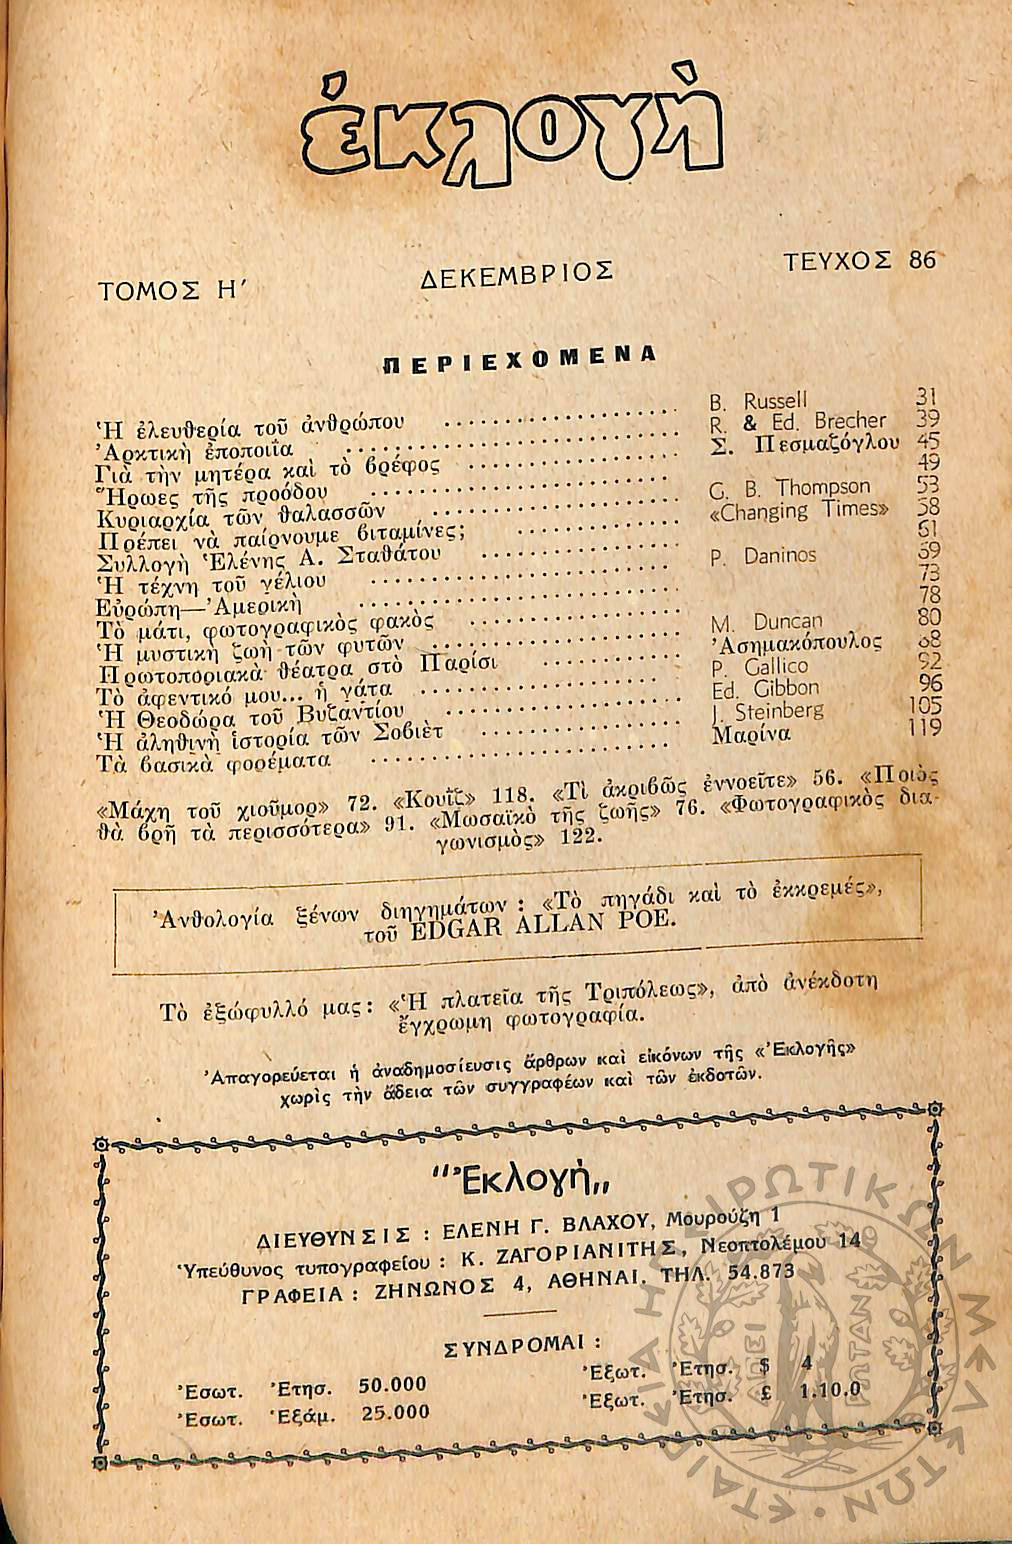 ἐκλογὴ
ΤΟΜΟΣ Η΄ ΔΕΚΕΜΒΡΙΟΣ ΤΕΥΧΟΣ 86
ΠΕΡΙΕΧΟΜΕΝΑ
Ἡ ἐλευθερία τοῦ ἀνθρώπου .................... B. Russell 31
Ἀρκτικὴ ἐποποιΐα .................... R. & Ed. Brecher 39
Γιὰ τὴν μητέρα καὶ τὸ βρέφος .................... Σ. Πεσμαζόγλου 45
Ἥρωες τῆς προόδου .................... 49
Κυριαρχία τῶν θαλασσῶν .................... G. B. Thompson 53
Πρέπει νὰ παίρνουμε βιταμίνες; .................... «Changing Times» 58
Συλλογὴ Ἑλένης Α. Σταθάτου .................... 61
Ἡ τέχνη τοῦ γέλιου .................... P. Daninos 69
Εὐρώπη—Ἀμερικὴ .................... 73
Τὸ μάτι, φωτογραφικὸς φακὸς .................... 78
Ἡ μυστικὴ ζωὴ τῶν φυτῶν .................... M. Duncan 80
Πρωτοποριακὰ θέατρα στὸ Παρίσι .................... Ἀσημακόπουλος 88
Τὸ ἀφεντικό μου... ἡ γάτα .................... P. Gallico 92
Ἡ Θεοδώρα τοῦ Βυζαντίου .................... Ed. Gibbon 96
Ἡ ἀληθινὴ ἱστορία τῶν Σοβιὲτ .................... J. Steinberg 105
Τὰ βασικὰ φορέματα .................... Μαρίνα 119
«Μάχη τοῦ χιοῦμορ» 72. «Κουΐζ» 118. «Τὶ ἀκριβῶς ἐννοεῖτε» 56. «Ποιὸς
θὰ βρῆ τὰ περισσότερα» 91. «Μωσαϊκὸ τῆς ζωῆς» 76. «Φωτογραφικὸς δια-
γωνισμὸς» 122.
Ἀνθολογία ξένων διηγημάτων : «Τὸ πηγάδι καὶ τὸ ἐκκρεμές»,
τοῦ EDGAR ALLAN POE.
Τὸ ἐξώφυλλό μας : «Ἡ πλατεῖα τῆς Τριπόλεως», ἀπὸ ἀνέκδοτη
ἔγχρωμη φωτογραφία.
Ἀπαγορεύεται ἡ ἀναδημοσίευσις ἄρθρων καὶ εἰκόνων τῆς «Ἐκλογῆς»
χωρὶς τὴν ἄδεια τῶν συγγραφέων καὶ τῶν ἐκδοτῶν.
"Ἐκλογή„
ΔΙΕΥΘΥΝΣΙΣ : ΕΛΕΝΗ Γ. ΒΛΑΧΟΥ, Μουρούζη 1
Ὑπεύθυνος τυπογραφείου : Κ. ΖΑΓΟΡΙΑΝΙΤΗΣ, Νεοπτολέμου 14
ΓΡΑΦΕΙΑ : ΖΗΝΩΝΟΣ 4, ΑΘΗΝΑΙ. ΤΗΛ. 54.873
ΣΥΝΔΡΟΜΑΙ :
Ἐσωτ. Ἐτησ. 50.000 Ἐξωτ. Ἐτησ. $ 4
Ἐσωτ. Ἑξάμ. 25.000 Ἐξωτ. Ἐτησ. £ 1.10.0
ΕΤΑΙΡΕΙΑ ΗΠΕΙΡΩΤΙΚΩΝ ΜΕΛΕΤΩΝ
ΑΠΕΙ ΡΩΤΑΝ